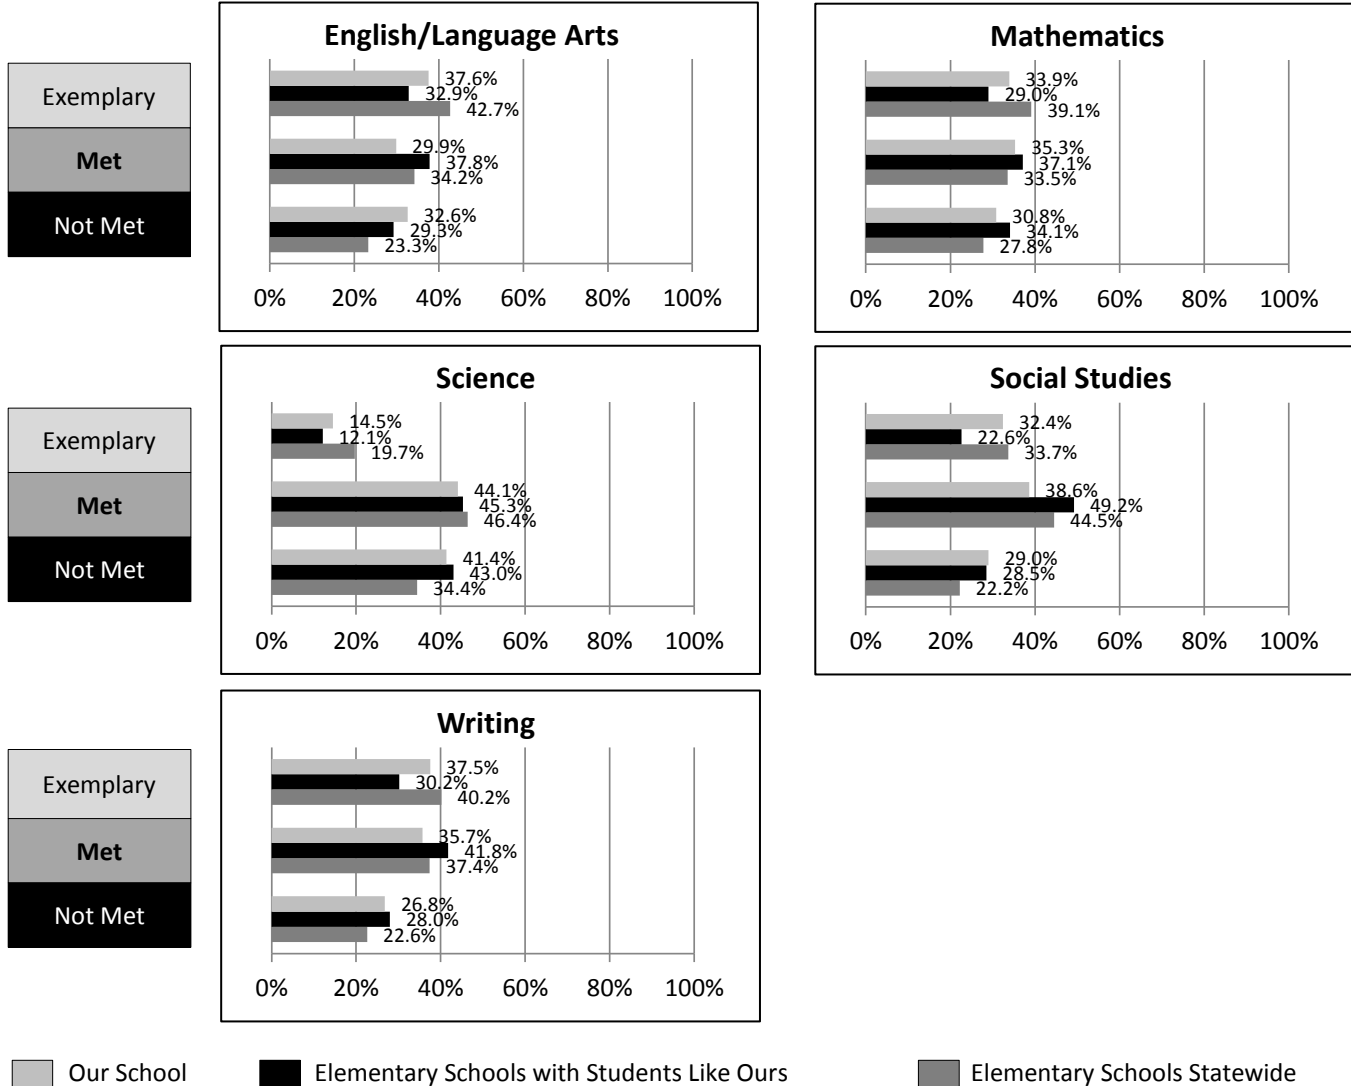 English/Language Arts
Exemplary
Met
Not Met
37.6%
32.9%
42.7%
29.9%
37.8%
34.2%
32.6%
29.3%
23.3%
0% 20% 40% 60% 80% 100%
Mathematics
33.9%
29.0%
39.1%
35.3%
37.1%
33.5%
30.8%
34.1%
27.8%
0% 20% 40% 60% 80% 100%
Science
Exemplary
Met
Not Met
14.5%
12.1%
19.7%
44.1%
45.3%
46.4%
41.4%
43.0%
34.4%
0% 20% 40% 60% 80% 100%
Social Studies
32.4%
22.6%
33.7%
38.6%
49.2%
44.5%
29.0%
28.5%
22.2%
0% 20% 40% 60% 80% 100%
Writing
Exemplary
Met
Not Met
37.5%
30.2%
40.2%
35.7%
41.8%
37.4%
26.8%
28.0%
22.6%
0% 20% 40% 60% 80% 100%
Our School Elementary Schools with Students Like Ours Elementary Schools Statewide